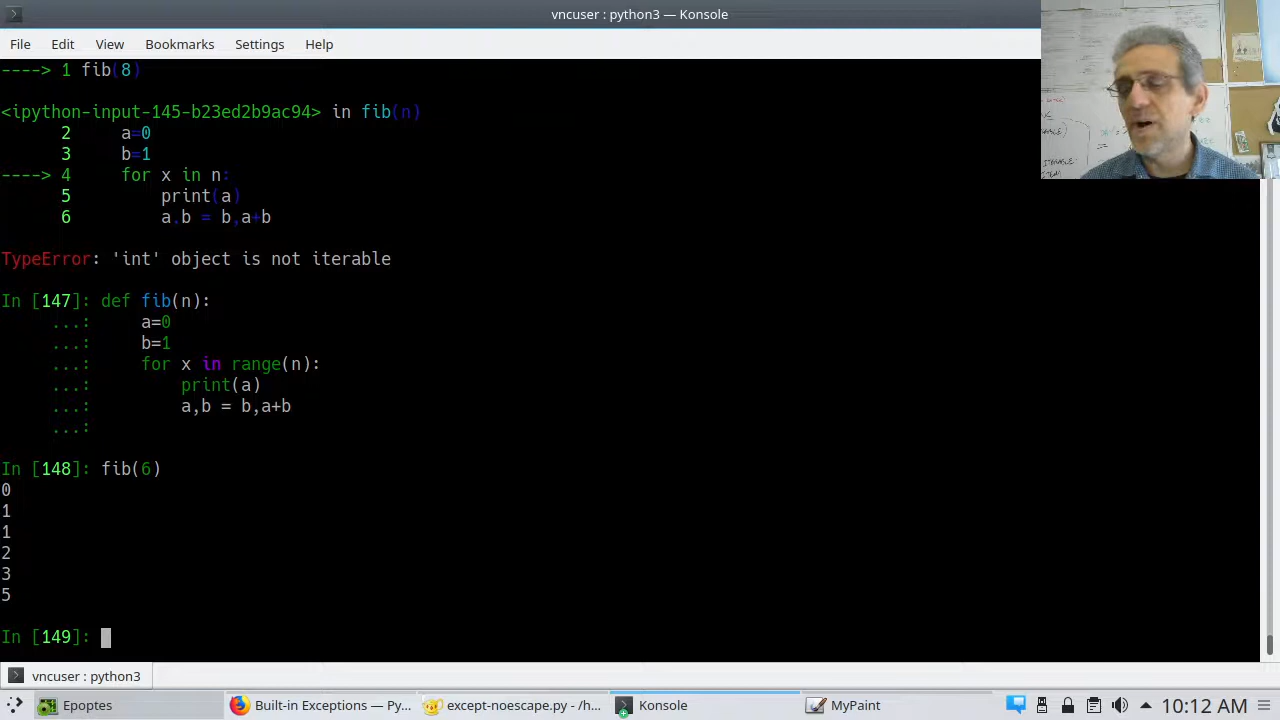 vncuser : python3 — Konsole
File Edit View Bookmarks Settings Help
----> 1 fib(8)
<ipython-input-145-b23ed2b9ac94> in fib(n)
2 a=0
3 b=1
----> 4 for x in n:
5 print(a)
6 a,b = b,a+b
TypeError: 'int' object is not iterable
In [147]: def fib(n):
...: a=0
...: b=1
...: for x in range(n):
...: print(a)
...: a,b = b,a+b
...:
In [148]: fib(6)
0
1
1
2
3
5
In [149]:
vncuser : python3
Epoptes Built-in Exceptions — Py... except-noescape.py - /h... Konsole MyPaint 10:12 AM